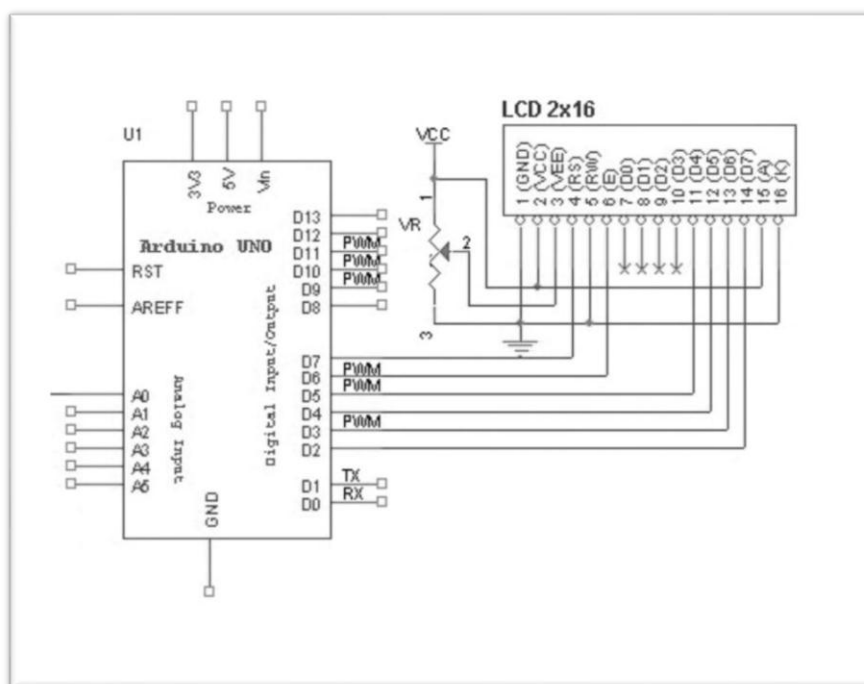 LCD 2x16
1 (GND)
2 (VCC)
3 (VEE)
4 (RS)
5 (RW)
6 (E)
7 (D0)
8 (D1)
9 (D2)
10 (D3)
11 (D4)
12 (D5)
13 (D6)
14 (D7)
15 (A)
16 (K)
VCC
1
VR
2
3
U1
3V3
5V
Vin
Power
Arduino UNO
RST
AREFF
A0
A1
A2
A3
A4
A5
Analog Input
GND
Digital Input/Output
D13
D12
PWM
D11
PWM
D10
PWM
D9
D8
D7
PWM
D6
PWM
D5
D4
PWM
D3
D2
TX
D1
RX
D0